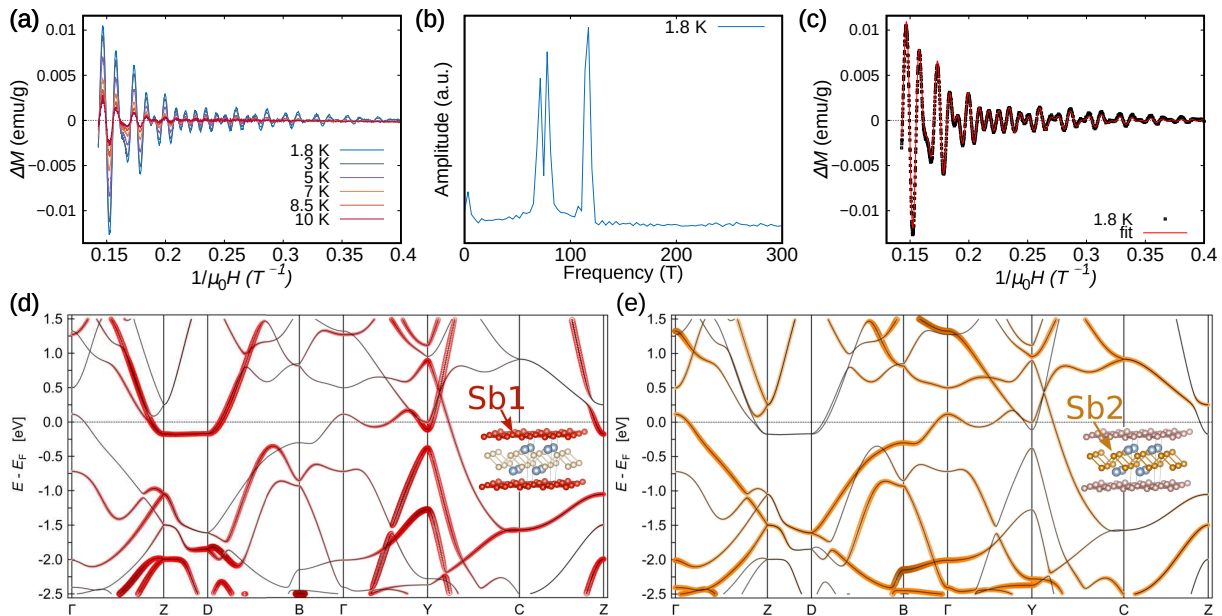 (a)
ΔM (emu/g)
0.01
0.005
0
−0.005
−0.01
1.8 K
3 K
5 K
7 K
8.5 K
10 K
0.15
0.2
0.25
0.3
0.35
0.4
1/μ₀H (T⁻¹)
(b)
Amplitude (a.u.)
1.8 K
0
100
200
300
Frequency (T)
(c)
ΔM (emu/g)
0.01
0.005
0
−0.005
−0.01
1.8 K
fit
0.15
0.2
0.25
0.3
0.35
0.4
1/μ₀H (T⁻¹)
(d)
E - E_F [eV]
1.5
1.0
0.5
0.0
-0.5
-1.0
-1.5
-2.0
-2.5
Sb1
Γ Z D B Γ Y C Z
(e)
E - E_F [eV]
1.5
1.0
0.5
0.0
-0.5
-1.0
-1.5
-2.0
-2.5
Sb2
Γ Z D B Γ Y C Z